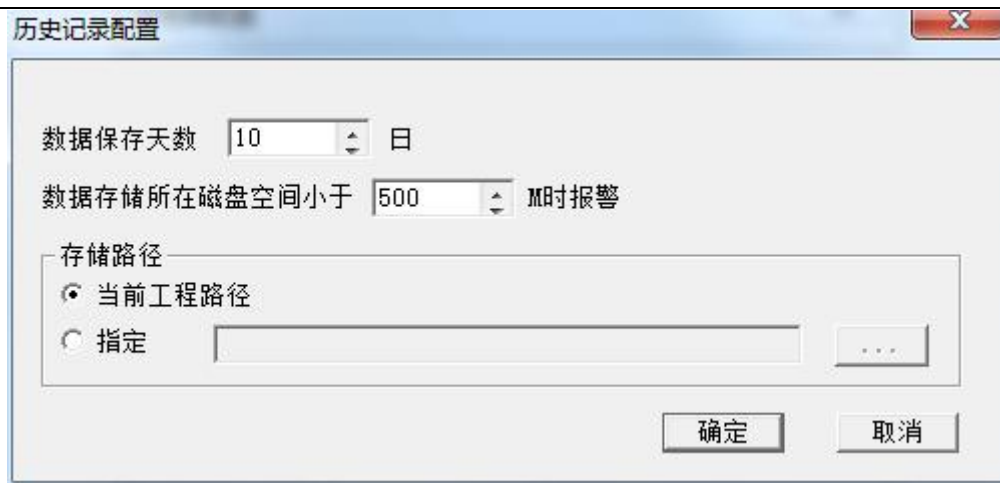 历史记录配置
数据保存天数 10 日
数据存储所在磁盘空间小于 500 M时报警
存储路径
当前工程路径
指定 ...
确定 取消